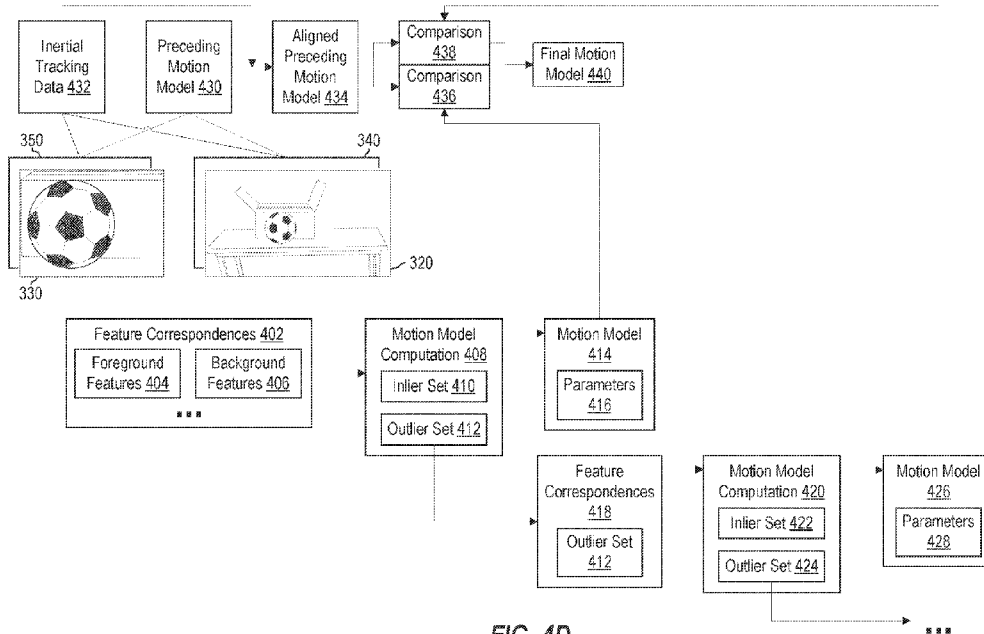 Inertial
Tracking
Data 432
Preceding
Motion
Model 430
Aligned
Preceding
Motion
Model 434
Comparison
438
Comparison
436
Final Motion
Model 440
350
340
330
320
Feature Correspondences 402
Foreground
Features 404
Background
Features 406
Motion Model
Computation 408
Inlier Set 410
Outlier Set 412
Motion Model
414
Parameters
416
Feature
Correspondences
418
Outlier Set
412
Motion Model
Computation 420
Inlier Set 422
Outlier Set 424
Motion Model
426
Parameters
428
FIG. 4D